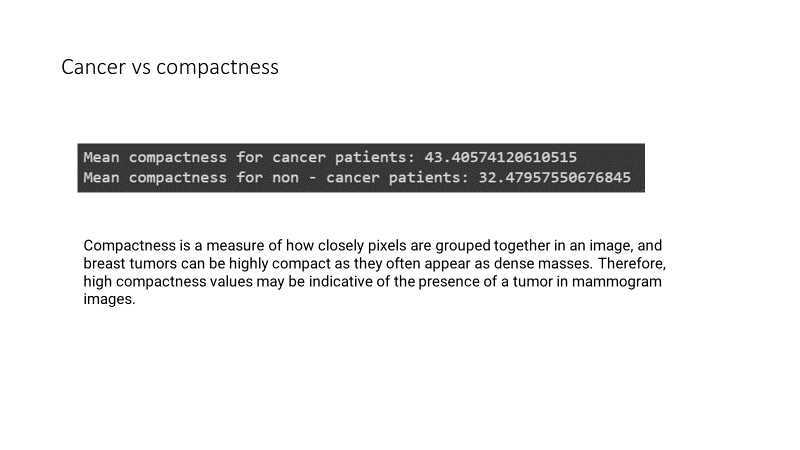 Cancer vs compactness
Mean compactness for cancer patients: 43.40574120610515
Mean compactness for non - cancer patients: 32.47957550676845
Compactness is a measure of how closely pixels are grouped together in an image, and
breast tumors can be highly compact as they often appear as dense masses. Therefore,
high compactness values may be indicative of the presence of a tumor in mammogram
images.